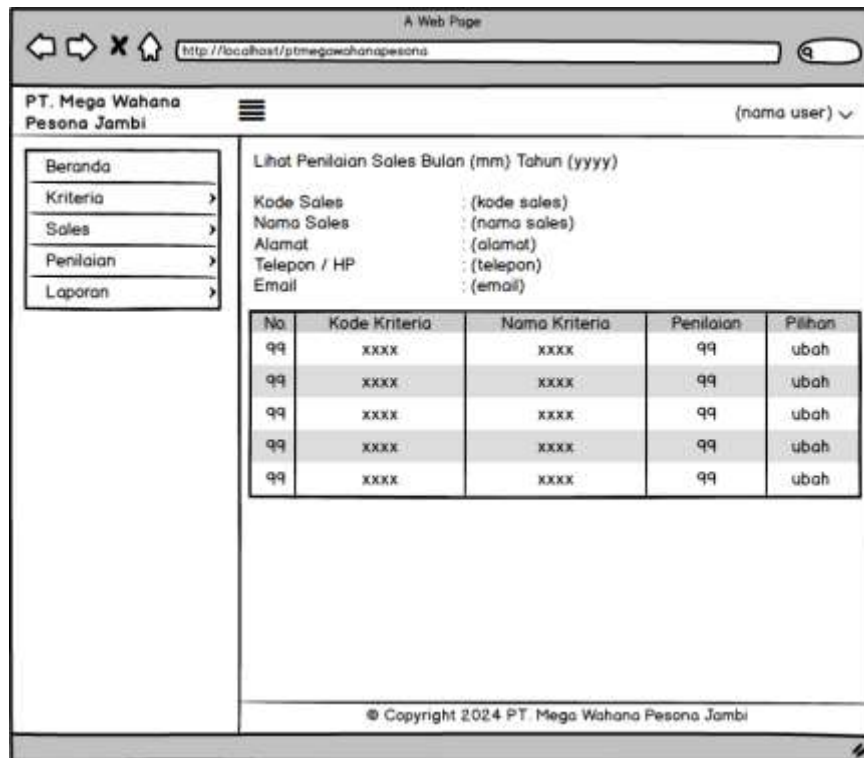 A Web Page
http://localhost/ptmegawahanapesona
PT. Mega Wahana
Pesona Jambi
(nama user)
Beranda
Kriteria
Sales
Penilaian
Laporan
Lihat Penilaian Sales Bulan (mm) Tahun (yyyy)
Kode Sales : (kode sales)
Nama Sales : (nama sales)
Alamat : (alamat)
Telepon / HP : (telepon)
Email : (email)
No Kode Kriteria Nama Kriteria Penilaian Pilihan
99 xxxx xxxx 99 ubah
99 xxxx xxxx 99 ubah
99 xxxx xxxx 99 ubah
99 xxxx xxxx 99 ubah
99 xxxx xxxx 99 ubah
© Copyright 2024 PT. Mega Wahana Pesona Jambi